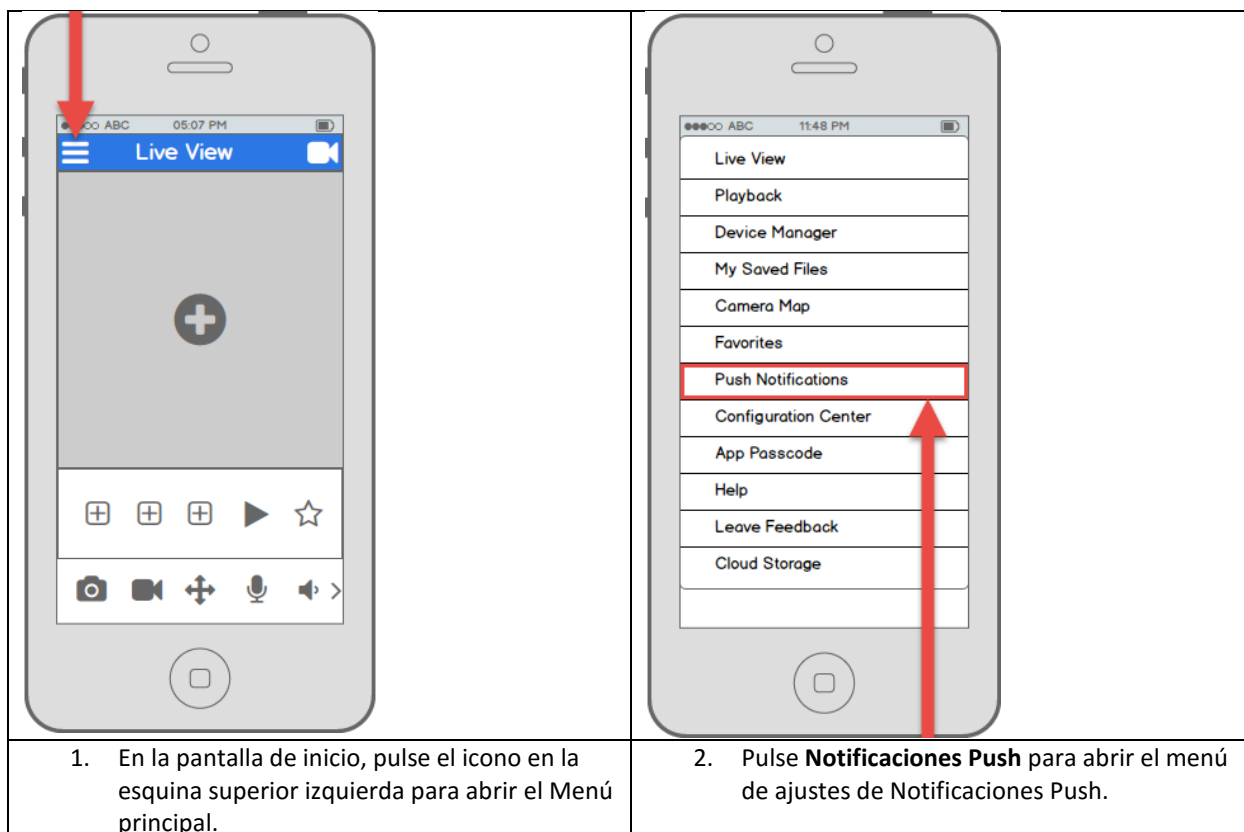 ABC 05:07 PM
Live View
1. En la pantalla de inicio, pulse el icono en la
esquina superior izquierda para abrir el Menú
principal.
ABC 11:48 PM
Live View
Playback
Device Manager
My Saved Files
Camera Map
Favorites
Push Notifications
Configuration Center
App Passcode
Help
Leave Feedback
Cloud Storage
2. Pulse Notificaciones Push para abrir el menú
de ajustes de Notificaciones Push.